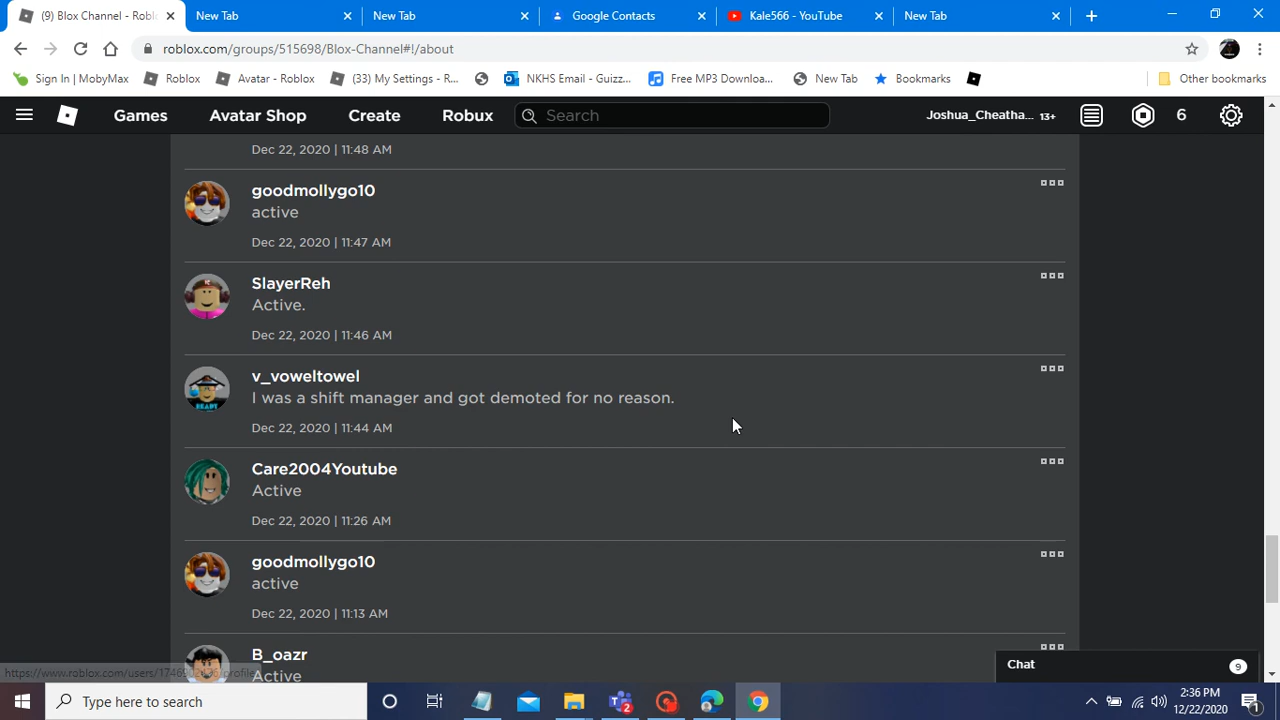 (9) Blox Channel - Roblo
New Tab
New Tab
Google Contacts
Kale566 - YouTube
New Tab
roblox.com/groups/515698/Blox-Channel#!/about
Sign In | MobyMax
Roblox
Avatar - Roblox
(33) My Settings - R...
NKHS Email - Guizz...
Free MP3 Downloa...
New Tab
Bookmarks
Other bookmarks
Games
Avatar Shop
Create
Robux
Search
Joshua_Cheatha... 13+
6
Dec 22, 2020 | 11:48 AM
goodmollygo10
active
Dec 22, 2020 | 11:47 AM
SlayerReh
Active.
Dec 22, 2020 | 11:46 AM
v_voweltowel
I was a shift manager and got demoted for no reason.
Dec 22, 2020 | 11:44 AM
READY
Care2004Youtube
Active
Dec 22, 2020 | 11:26 AM
goodmollygo10
active
Dec 22, 2020 | 11:13 AM
B_oazr
Active
Chat
9
Type here to search
2
2:36 PM
12/22/2020
1